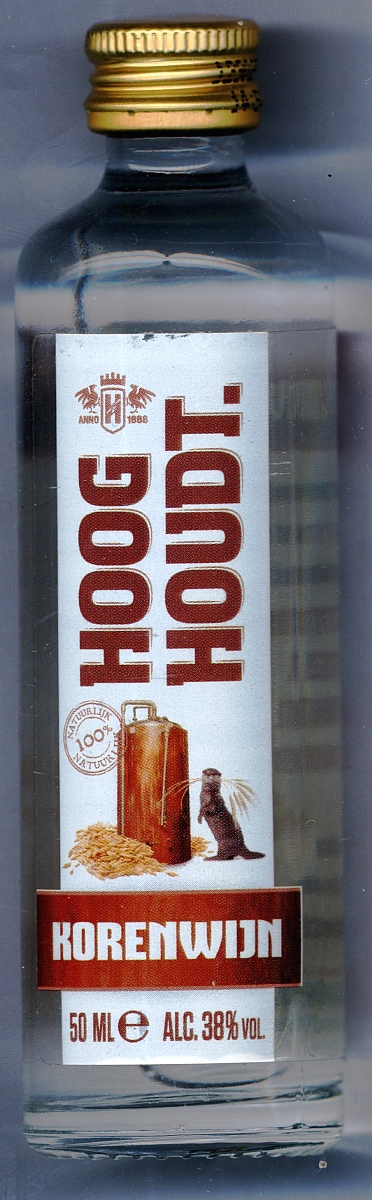 ANNO 1888
HOOG
HOUDT.
NATUURLIJK
100%
NATUURLIJK
KORENWIJN
50 ML e ALC. 38% VOL.